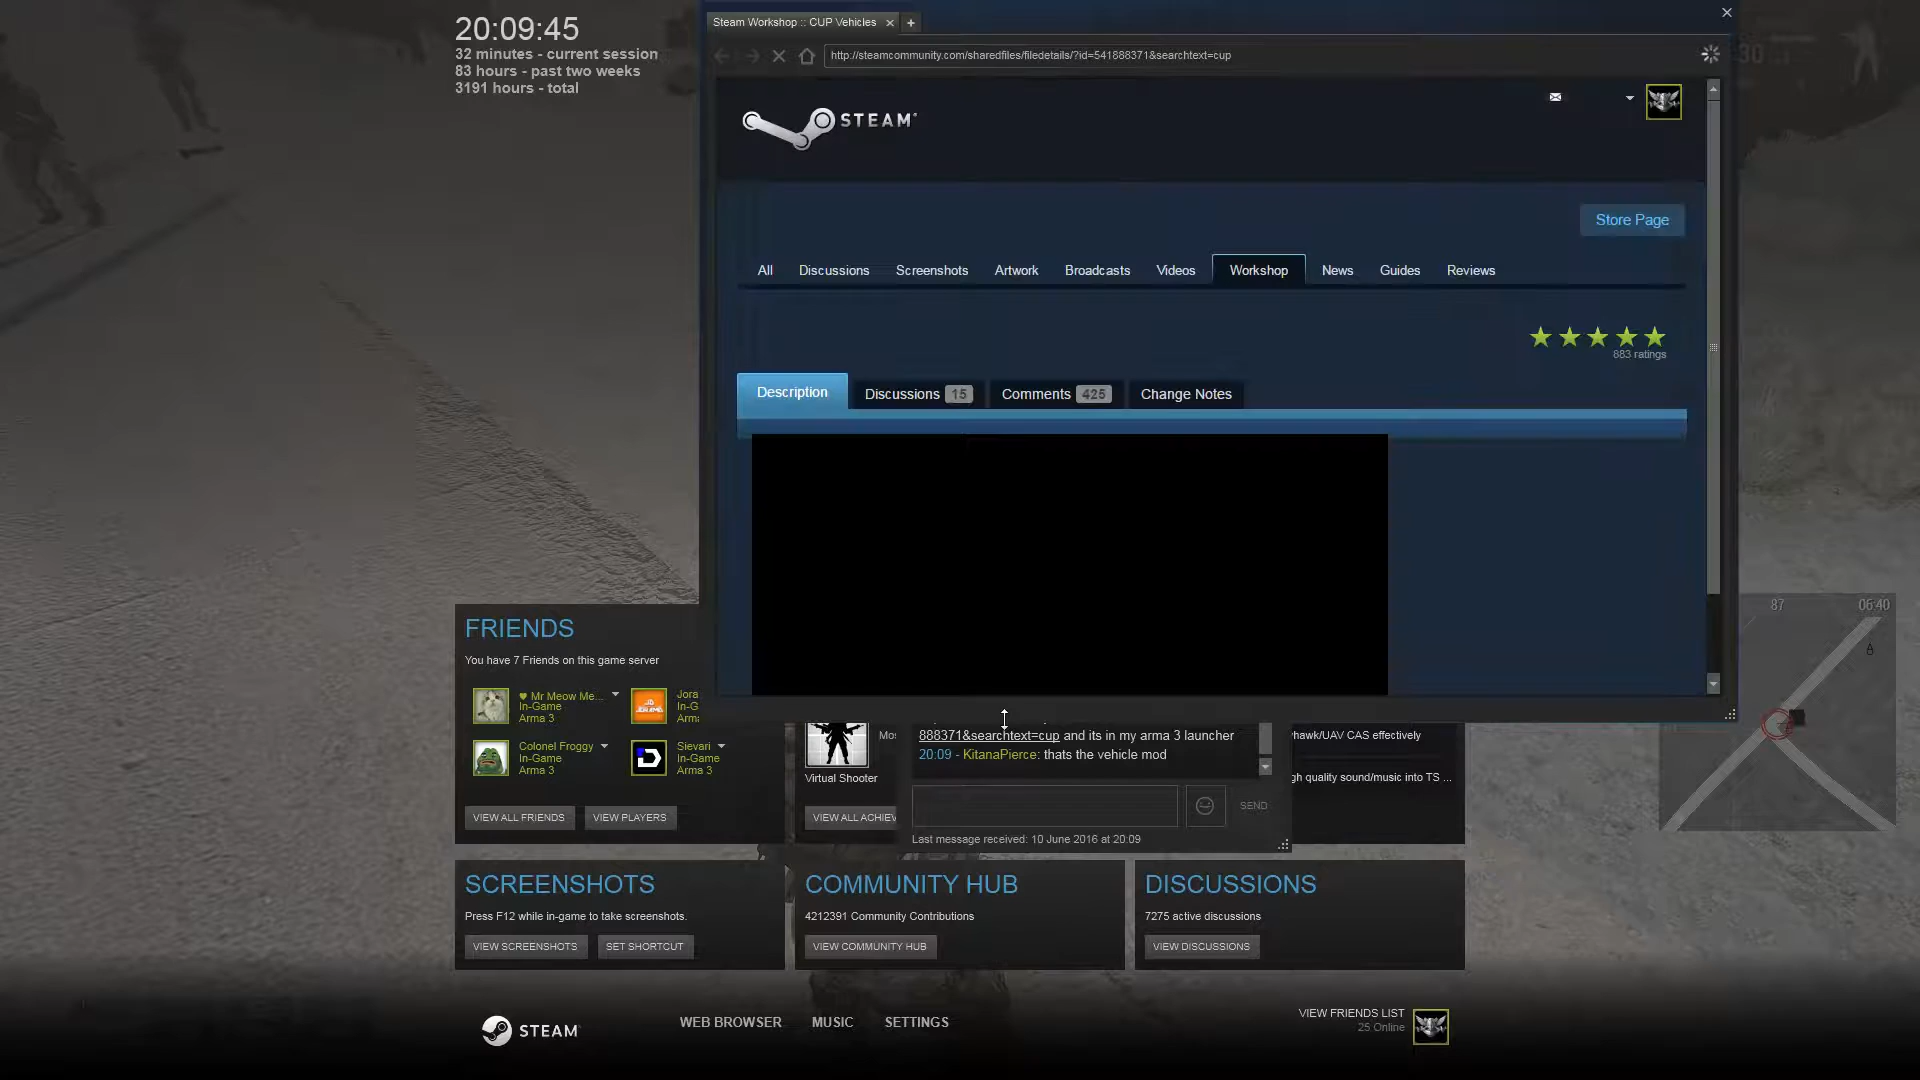 20:09:45
32 minutes - current session
83 hours - past two weeks
3191 hours - total
Steam Workshop :: CUP Vehicles
http://steamcommunity.com/sharedfiles/filedetails/?id=541888371&searchtext=cup
30
STEAM
Store Page
All Discussions Screenshots Artwork Broadcasts Videos Workshop News Guides Reviews
883 ratings
Description Discussions 15 Comments 425 Change Notes
FRIENDS
You have 7 Friends on this game server
♥ Mr Meow Me...
In-Game
Arma 3
Jora
In-G
Arma
Colonel Froggy
In-Game
Arma 3
Sievari
In-Game
Arma 3
VIEW ALL FRIENDS VIEW PLAYERS
Mos
Virtual Shooter
VIEW ALL ACHIEV
888371&searchtext=cup and its in my arma 3 launcher
20:09 - KitanaPierce: thats the vehicle mod
SEND
Last message received: 10 June 2016 at 20:09
hawk/UAV CAS effectively
gh quality sound/music into TS ...
87 06:40
SCREENSHOTS
Press F12 while in-game to take screenshots.
VIEW SCREENSHOTS SET SHORTCUT
COMMUNITY HUB
4212391 Community Contributions
VIEW COMMUNITY HUB
DISCUSSIONS
7275 active discussions
VIEW DISCUSSIONS
STEAM
WEB BROWSER MUSIC SETTINGS
VIEW FRIENDS LIST
25 Online